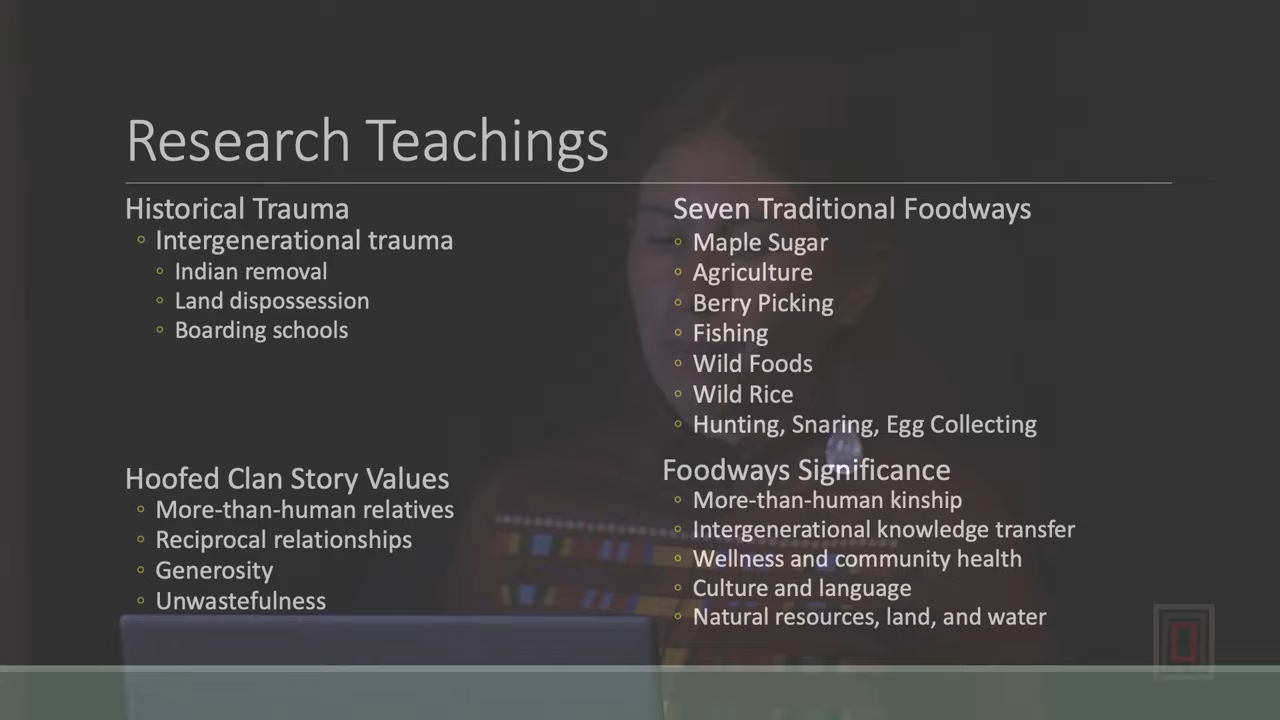 Research Teachings
Historical Trauma
Intergenerational trauma
Indian removal
Land dispossession
Boarding schools
Hoofed Clan Story Values
More-than-human relatives
Reciprocal relationships
Generosity
Unwastefulness
Seven Traditional Foodways
Maple Sugar
Agriculture
Berry Picking
Fishing
Wild Foods
Wild Rice
Hunting, Snaring, Egg Collecting
Foodways Significance
More-than-human kinship
Intergenerational knowledge transfer
Wellness and community health
Culture and language
Natural resources, land, and water